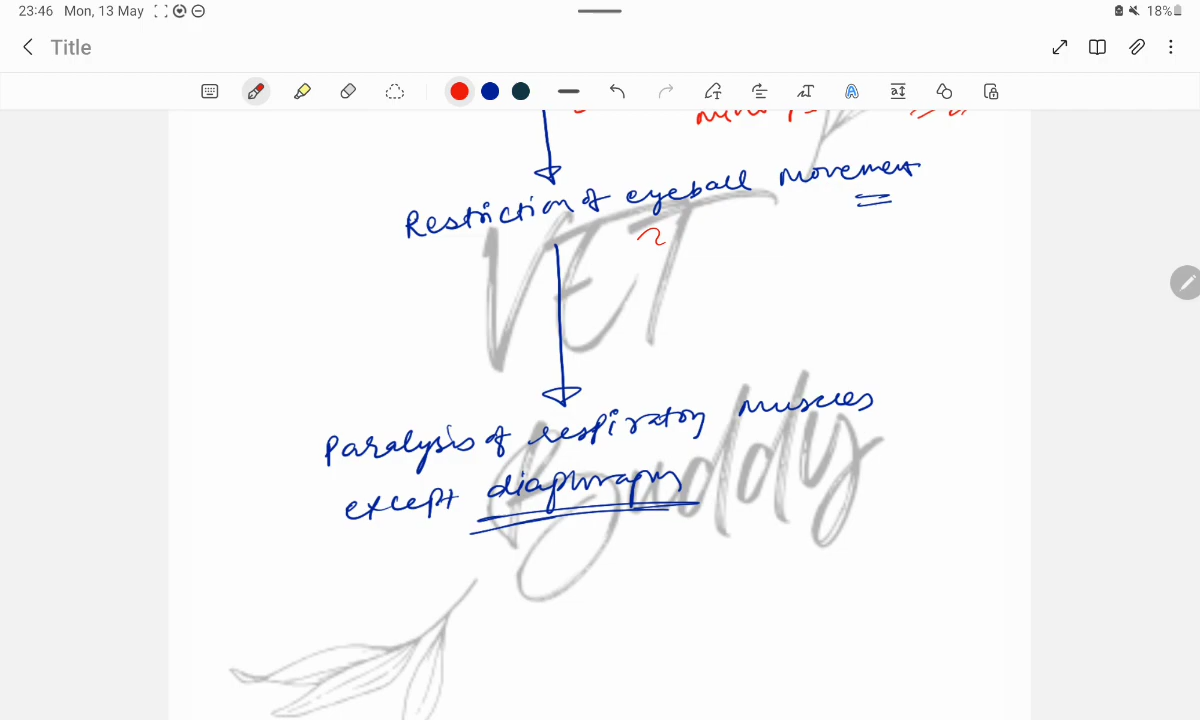 23:46 Mon, 13 May 18%
Title
Restriction of eyeball movement
VET
Paralysis of respiratory muscles
except diaphragm
Buddy